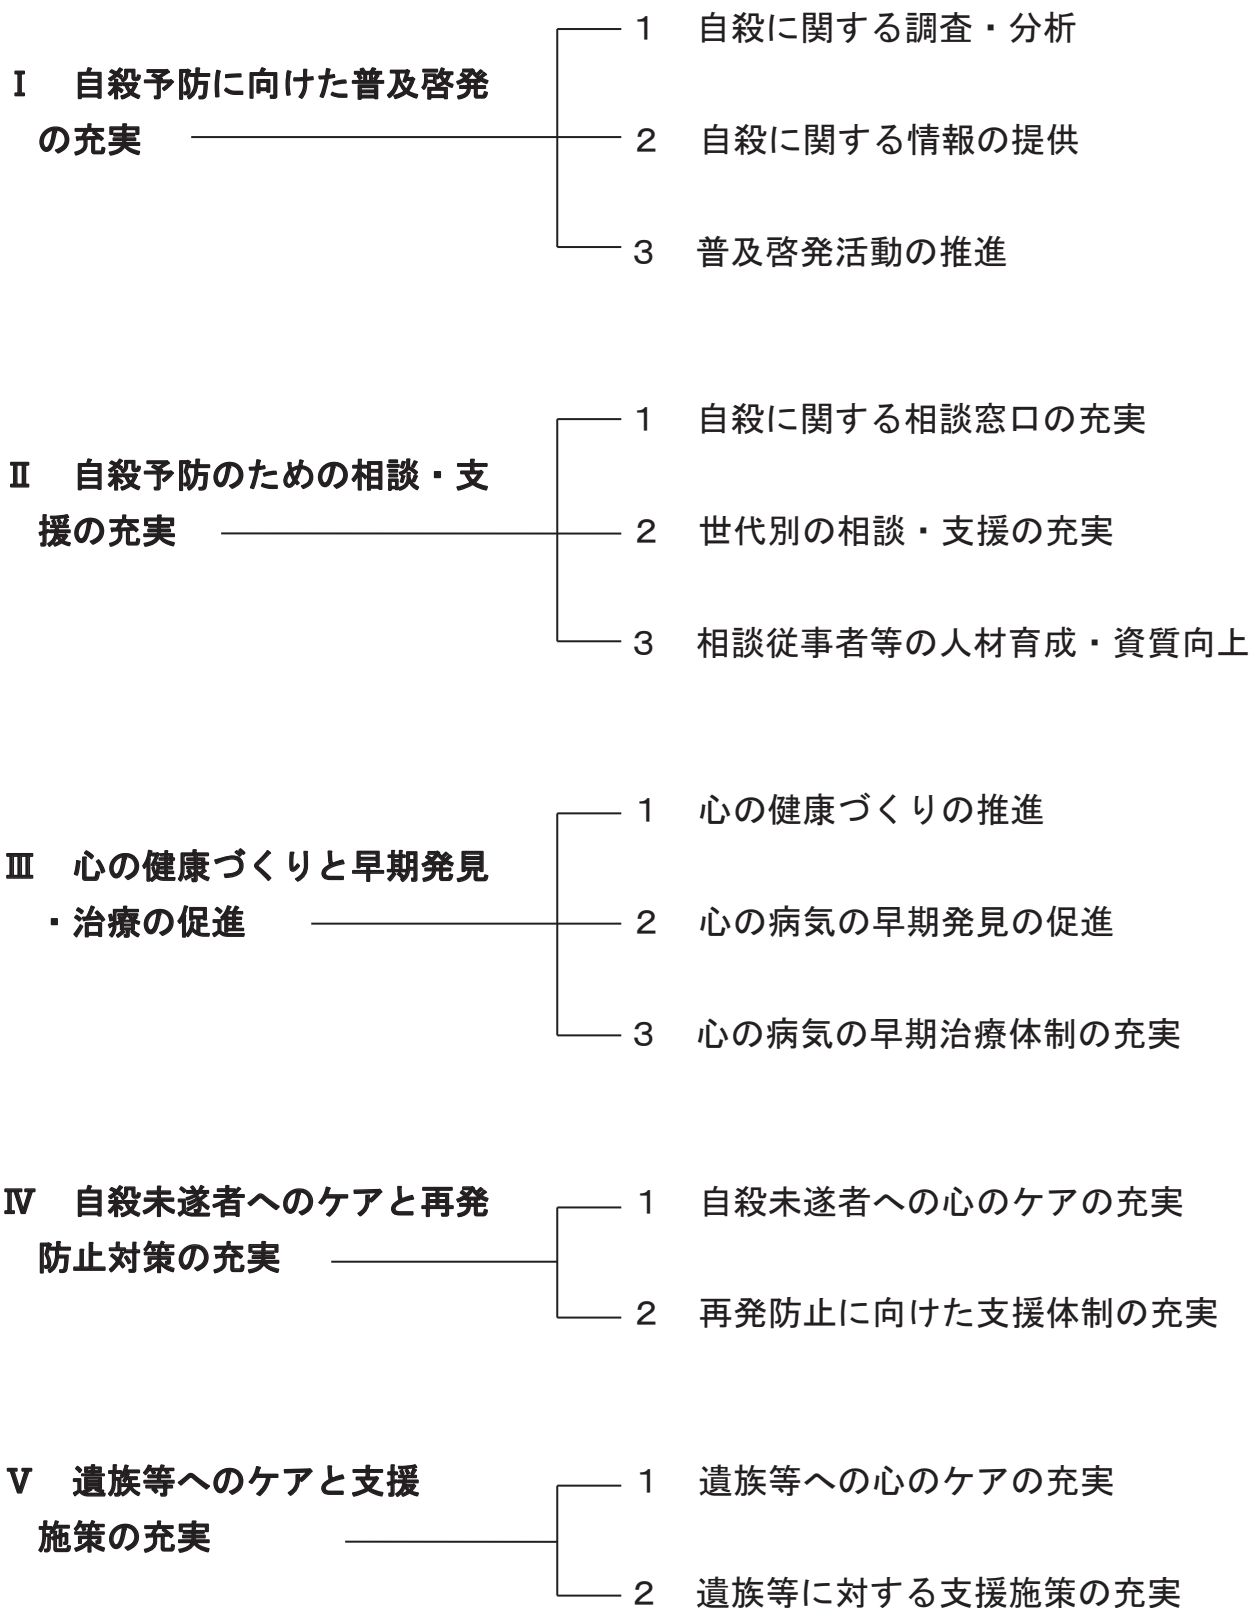 Ⅰ　自殺予防に向けた普及啓発
の充実
1　自殺に関する調査・分析
2　自殺に関する情報の提供
3　普及啓発活動の推進
Ⅱ　自殺予防のための相談・支
援の充実
1　自殺に関する相談窓口の充実
2　世代別の相談・支援の充実
3　相談従事者等の人材育成・資質向上
Ⅲ　心の健康づくりと早期発見
・治療の促進
1　心の健康づくりの推進
2　心の病気の早期発見の促進
3　心の病気の早期治療体制の充実
Ⅳ　自殺未遂者へのケアと再発
防止対策の充実
1　自殺未遂者への心のケアの充実
2　再発防止に向けた支援体制の充実
Ⅴ　遺族等へのケアと支援
施策の充実
1　遺族等への心のケアの充実
2　遺族等に対する支援施策の充実